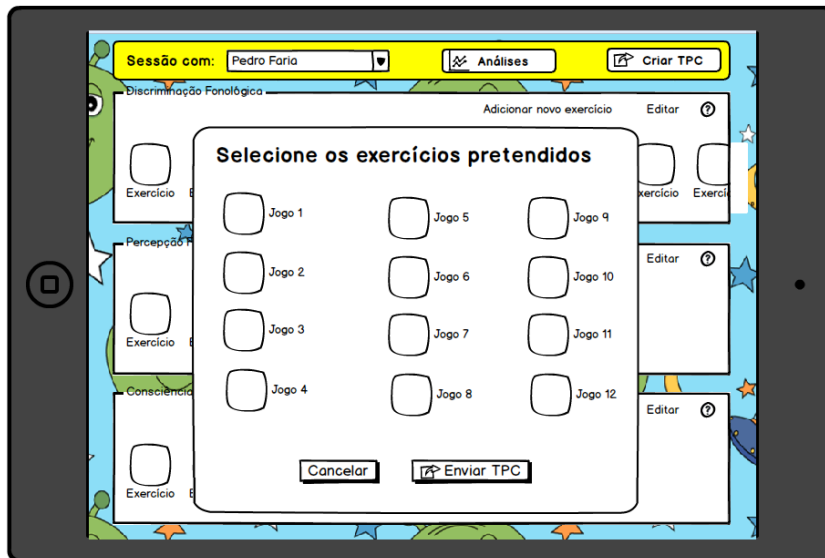 Sessão com: Pedro Faria Análises Criar TPC
Discriminação Fonológica
Adicionar novo exercício Editar ?
Selecione os exercícios pretendidos
Exercício Exercício
Jogo 1 Jogo 5 Jogo 9
Percepção Editar ?
Jogo 2 Jogo 6 Jogo 10
Jogo 3 Jogo 7 Jogo 11
Exercício
Jogo 4 Jogo 8 Jogo 12
Consciência Editar ?
Cancelar Enviar TPC
Exercício